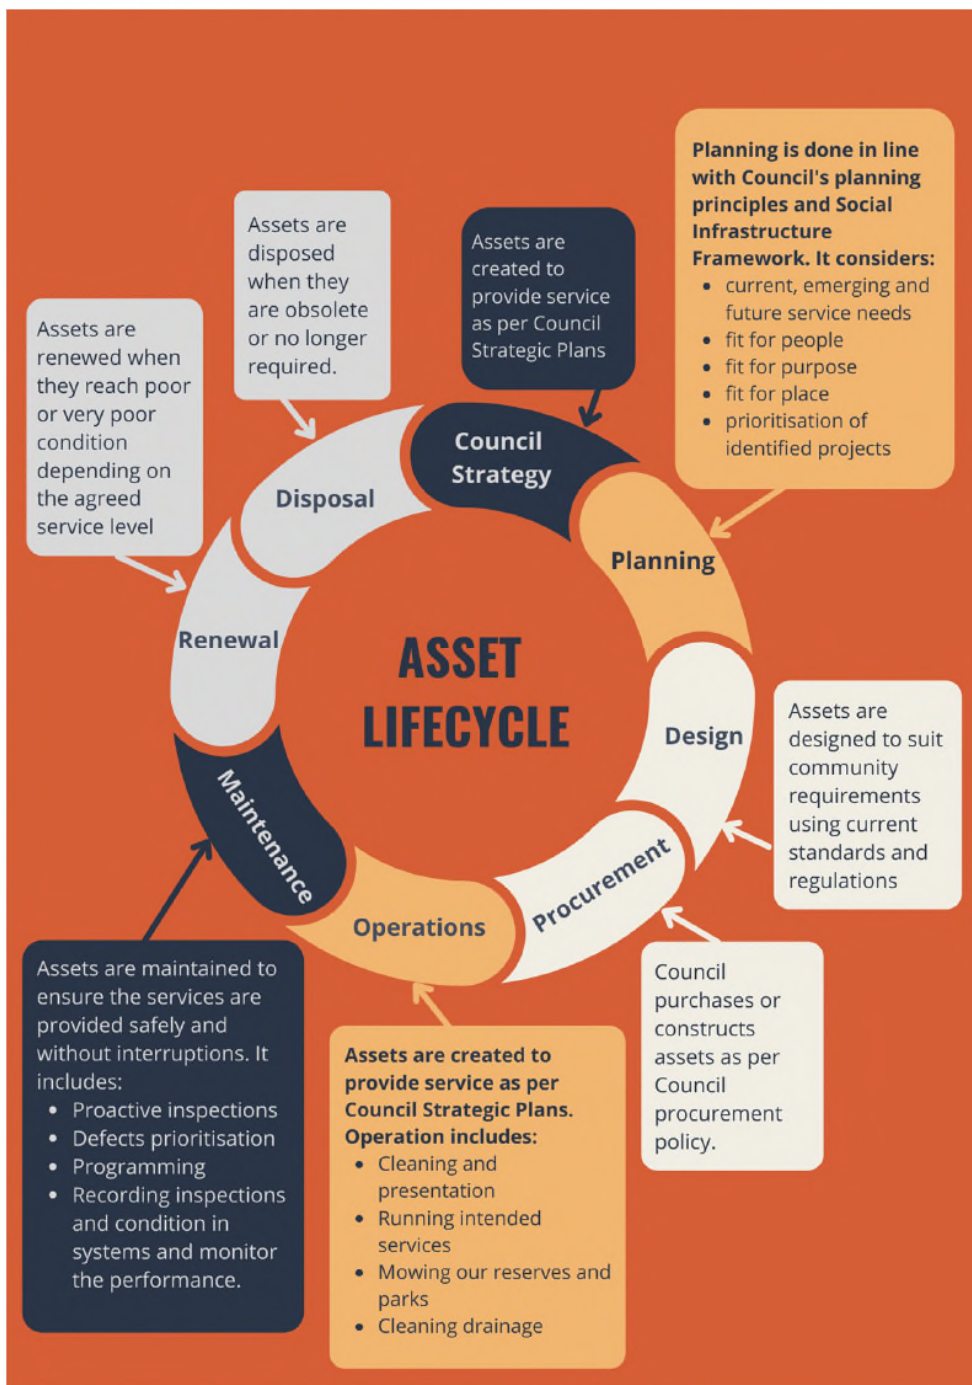 ASSET
LIFECYCLE
Council
Strategy
Assets are
created to
provide service
as per Council
Strategic Plans
Planning
Planning is done in line
with Council's planning
principles and Social
Infrastructure
Framework. It considers:
• current, emerging and
future service needs
• fit for people
• fit for purpose
• fit for place
• prioritisation of
identified projects
Design
Assets are
designed to suit
community
requirements
using current
standards and
regulations
Procurement
Council
purchases or
constructs
assets as per
Council
procurement
policy.
Operations
Assets are created to
provide service as per
Council Strategic Plans.
Operation includes:
• Cleaning and
presentation
• Running intended
services
• Mowing our reserves and
parks
• Cleaning drainage
Maintenance
Assets are maintained to
ensure the services are
provided safely and
without interruptions. It
includes:
• Proactive inspections
• Defects prioritisation
• Programming
• Recording inspections
and condition in
systems and monitor
the performance.
Renewal
Assets are
renewed when
they reach poor
or very poor
condition
depending on
the agreed
service level
Disposal
Assets are
disposed
when they
are obsolete
or no longer
required.